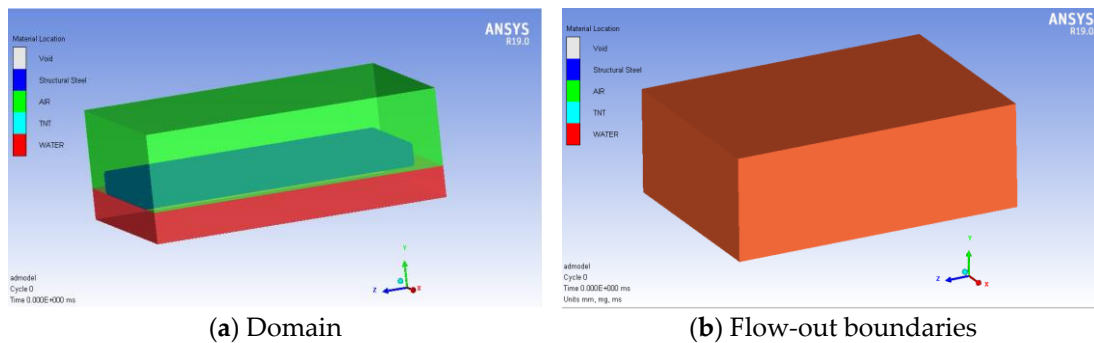 ANSYS
R19.0
Material Location
Void
Structural Steel
AIR
TNT
WATER
admodel
Cycle 0
Time 0.000E+000 ms
Y
Z
X
(a) Domain
ANSYS
R19.0
Material Location
Void
Structural Steel
AIR
TNT
WATER
admodel
Cycle 0
Time 0.000E+000 ms
Units mm, mg, ms
Y
Z
X
(b) Flow-out boundaries